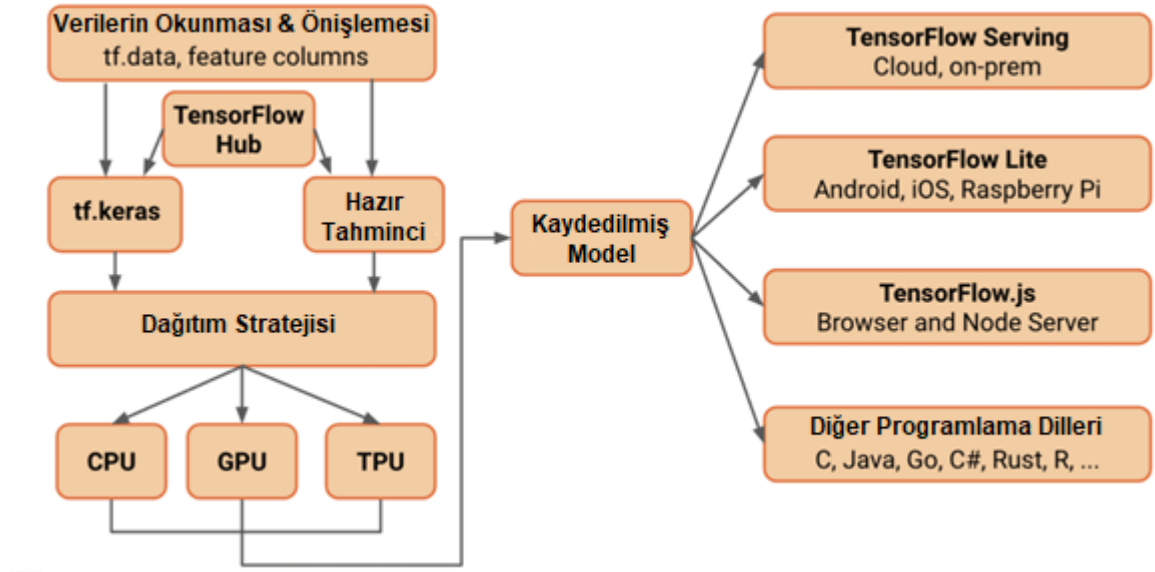 Verilerin Okunması & Önişlemesi
tf.data, feature columns
TensorFlow
Hub
tf.keras
Hazır
Tahminci
Dağıtım Stratejisi
CPU
GPU
TPU
Kaydedilmiş
Model
TensorFlow Serving
Cloud, on-prem
TensorFlow Lite
Android, iOS, Raspberry Pi
TensorFlow.js
Browser and Node Server
Diğer Programlama Dilleri
C, Java, Go, C#, Rust, R, ...